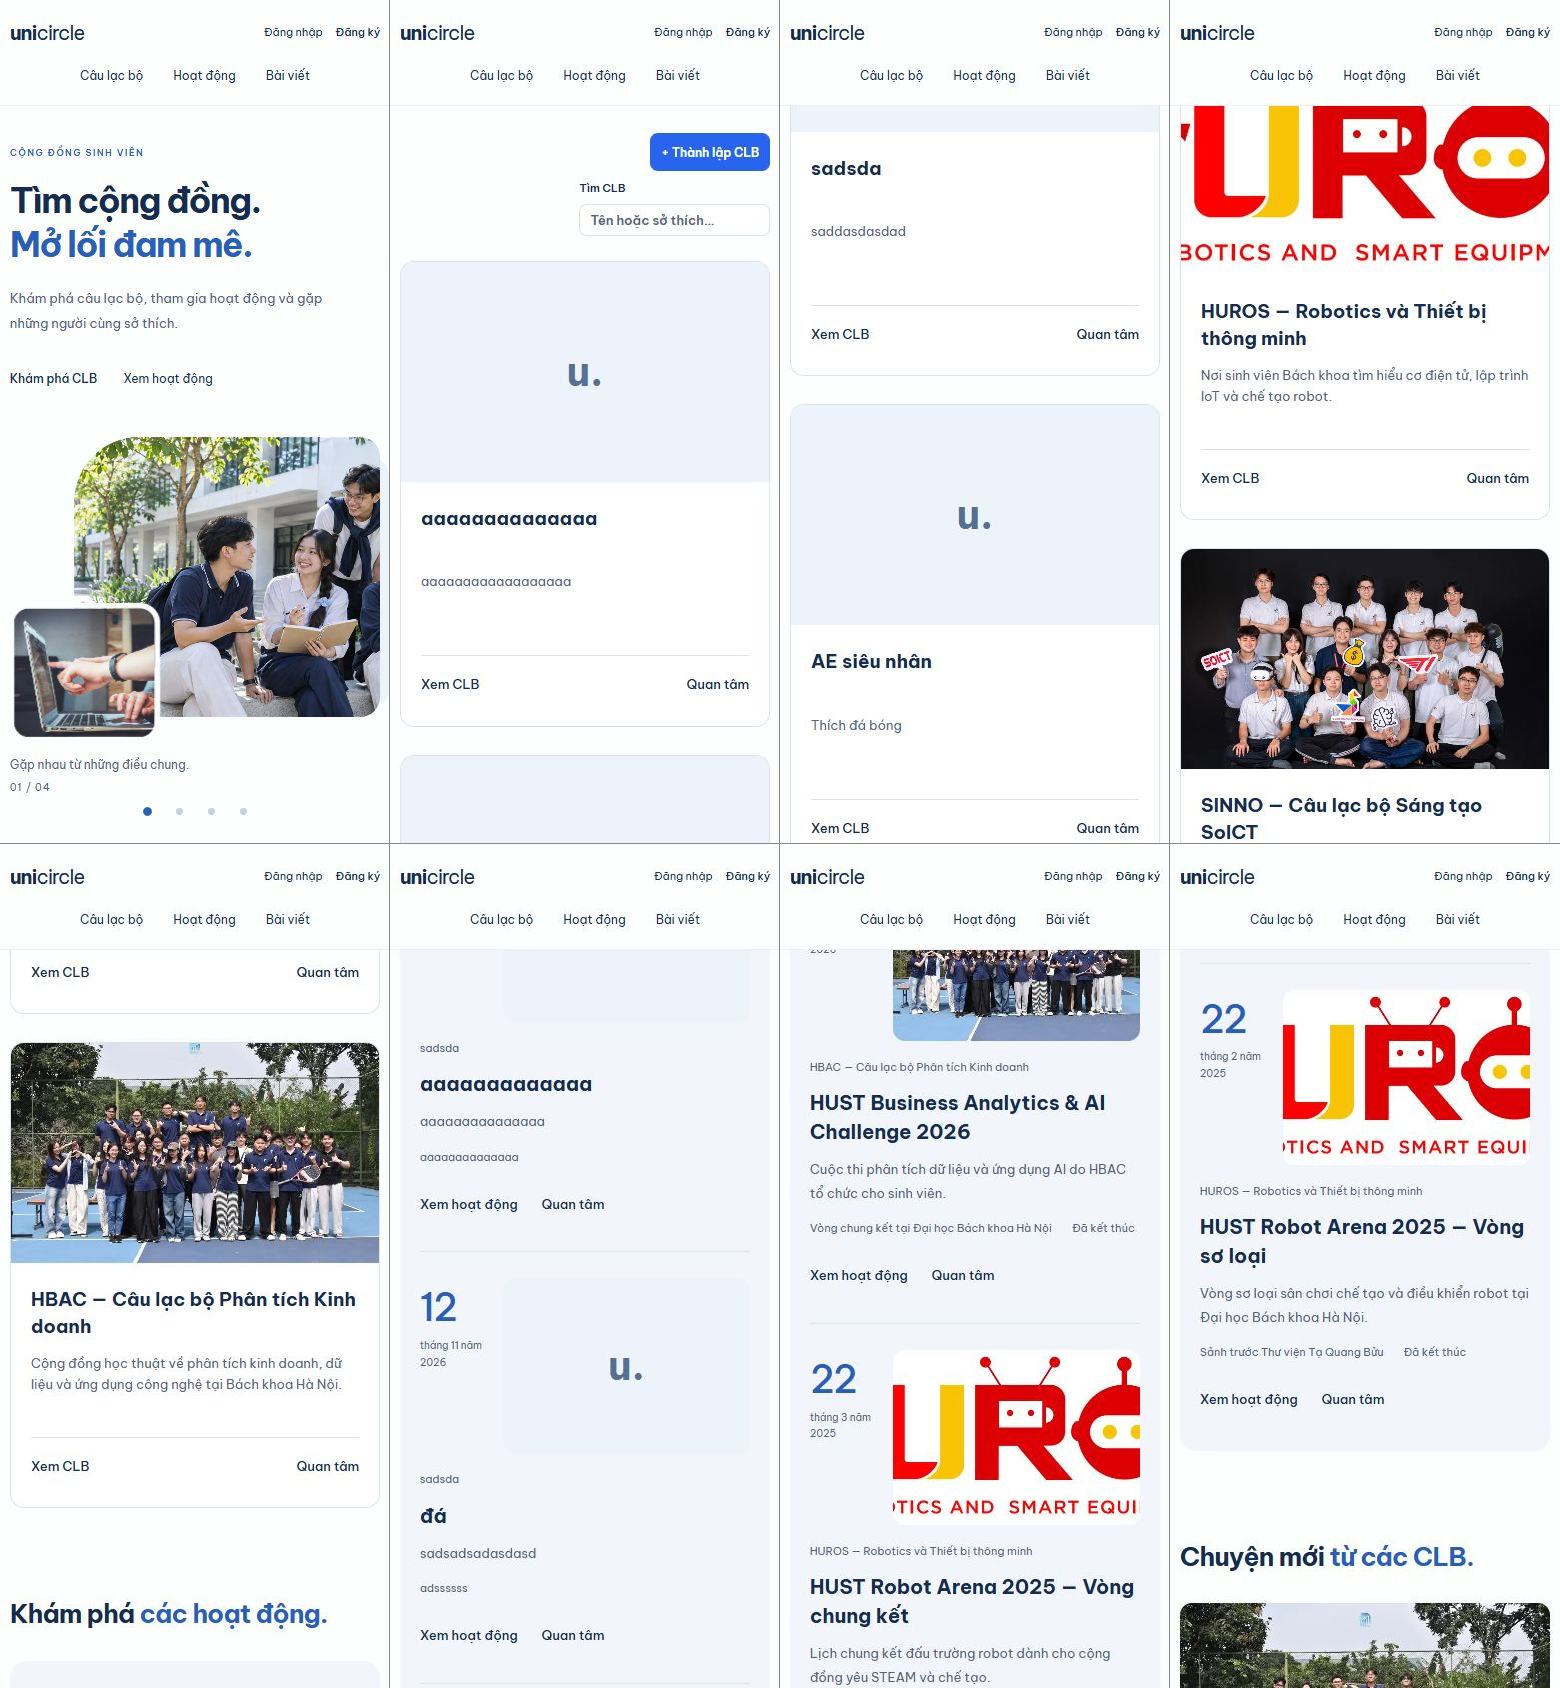 unicircle
Đăng nhập Đăng ký
Câu lạc bộ Hoạt động Bài viết
CỘNG ĐỒNG SINH VIÊN
Tìm cộng đồng.
Mở lối đam mê.
Khám phá câu lạc bộ, tham gia hoạt động và gặp
những người cùng sở thích.
Khám phá CLB Xem hoạt động
Gặp nhau từ những điều chung.
01 / 04
unicircle
Đăng nhập Đăng ký
Câu lạc bộ Hoạt động Bài viết
+ Thành lập CLB
Tìm CLB
Tên hoặc sở thích...
u.
aaaaaaaaaaaaaa
aaaaaaaaaaaaaaaaaa
Xem CLB Quan tâm
unicircle
Đăng nhập Đăng ký
Câu lạc bộ Hoạt động Bài viết
sadsda
saddasdasdad
Xem CLB Quan tâm
u.
AE siêu nhân
Thích đá bóng
Xem CLB Quan tâm
unicircle
Đăng nhập Đăng ký
Câu lạc bộ Hoạt động Bài viết
URO
BOTICS AND SMART EQUIPM
HUROS — Robotics và Thiết bị
thông minh
Nơi sinh viên Bách khoa tìm hiểu cơ điện tử, lập trình
IoT và chế tạo robot.
Xem CLB Quan tâm
SOICT
SINNO — Câu lạc bộ Sáng tạo
SoICT
unicircle
Đăng nhập Đăng ký
Câu lạc bộ Hoạt động Bài viết
Xem CLB Quan tâm
HBAC — Câu lạc bộ Phân tích Kinh
doanh
Cộng đồng học thuật về phân tích kinh doanh, dữ
liệu và ứng dụng công nghệ tại Bách khoa Hà Nội.
Xem CLB Quan tâm
Khám phá các hoạt động.
unicircle
Đăng nhập Đăng ký
Câu lạc bộ Hoạt động Bài viết
sadsda
aaaaaaaaaaaaa
aaaaaaaaaaaaaaa
aaaaaaaaaaaaaa
Xem hoạt động Quan tâm
12
tháng 11 năm
2026
u.
sadsda
đá
sadsadsadasdasd
adssssss
Xem hoạt động Quan tâm
unicircle
Đăng nhập Đăng ký
Câu lạc bộ Hoạt động Bài viết
2026
HBAC — Câu lạc bộ Phân tích Kinh doanh
HUST Business Analytics & AI
Challenge 2026
Cuộc thi phân tích dữ liệu và ứng dụng AI do HBAC
tổ chức cho sinh viên.
Vòng chung kết tại Đại học Bách khoa Hà Nội Đã kết thúc
Xem hoạt động Quan tâm
22
tháng 3 năm
2025
URO
OTICS AND SMART EQUI
HUROS — Robotics và Thiết bị thông minh
HUST Robot Arena 2025 — Vòng
chung kết
Lịch chung kết đấu trường robot dành cho cộng
đồng yêu STEAM và chế tạo.
unicircle
Đăng nhập Đăng ký
Câu lạc bộ Hoạt động Bài viết
22
tháng 2 năm
2025
URO
OTICS AND SMART EQUI
HUROS — Robotics và Thiết bị thông minh
HUST Robot Arena 2025 — Vòng
sơ loại
Vòng sơ loại sân chơi chế tạo và điều khiển robot tại
Đại học Bách khoa Hà Nội.
Sảnh trước Thư viện Tạ Quang Bửu Đã kết thúc
Xem hoạt động Quan tâm
Chuyện mới từ các CLB.